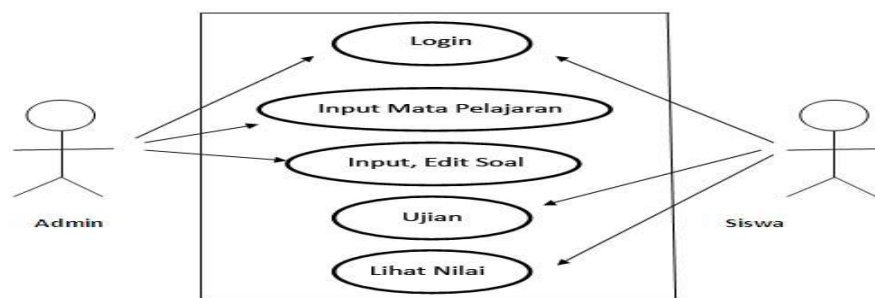 Login
Input Mata Pelajaran
Input, Edit Soal
Ujian
Admin
Siswa
Lihat Nilai